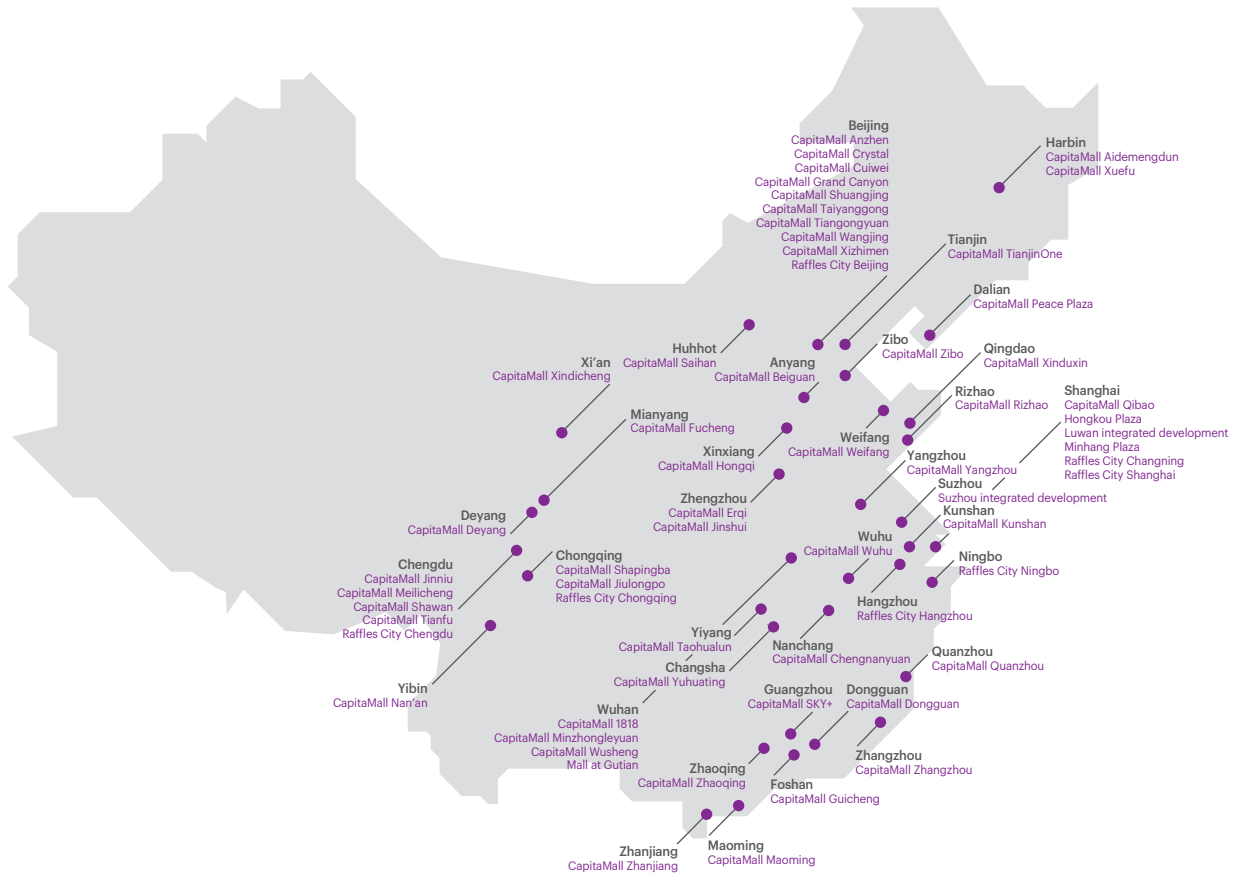 Beijing
CapitaMall Anzhen
CapitaMall Crystal
CapitaMall Cuiwei
CapitaMall Grand Canyon
CapitaMall Shuangjing
CapitaMall Taiyanggong
CapitaMall Tiangongyuan
CapitaMall Wangjing
CapitaMall Xizhimen
Raffles City Beijing
Harbin
CapitaMall Aidemengdun
CapitaMall Xuefu
Tianjin
CapitaMall TianjinOne
Dalian
CapitaMall Peace Plaza
Huhhot
CapitaMall Saihan
Zibo
CapitaMall Zibo
Qingdao
CapitaMall Xinduxin
Xi'an
CapitaMall Xindicheng
Anyang
CapitaMall Beiguan
Rizhao
CapitaMall Rizhao
Shanghai
CapitaMall Qibao
Hongkou Plaza
Luwan integrated development
Minhang Plaza
Raffles City Changning
Raffles City Shanghai
Mianyang
CapitaMall Fucheng
Weifang
CapitaMall Weifang
Xinxiang
CapitaMall Hongqi
Yangzhou
CapitaMall Yangzhou
Suzhou
Suzhou integrated development
Zhengzhou
CapitaMall Erqi
CapitaMall Jinshui
Kunshan
CapitaMall Kunshan
Deyang
CapitaMall Deyang
Wuhu
CapitaMall Wuhu
Chengdu
CapitaMall Jinniu
CapitaMall Meilicheng
CapitaMall Shawan
CapitaMall Tianfu
Raffles City Chengdu
Chongqing
CapitaMall Shapingba
CapitaMall Jiulongpo
Raffles City Chongqing
Ningbo
Raffles City Ningbo
Hangzhou
Raffles City Hangzhou
Yiyang
CapitaMall Taohualun
Nanchang
CapitaMall Chengnanyuan
Quanzhou
CapitaMall Quanzhou
Changsha
CapitaMall Yuhuating
Yibin
CapitaMall Nan'an
Guangzhou
CapitaMall SKY+
Dongguan
CapitaMall Dongguan
Wuhan
CapitaMall 1818
CapitaMall Minzhongleyuan
CapitaMall Wusheng
Mall at Gutian
Zhangzhou
CapitaMall Zhangzhou
Zhaoqing
CapitaMall Zhaoqing
Foshan
CapitaMall Guicheng
Zhanjiang
CapitaMall Zhanjiang
Maoming
CapitaMall Maoming